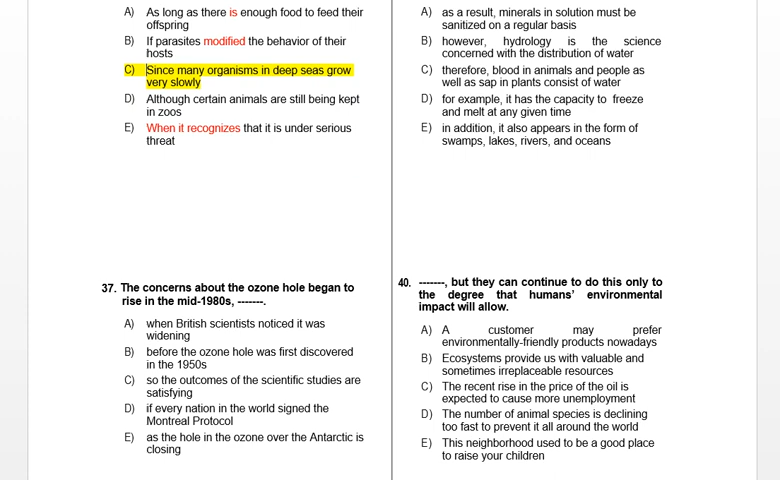 A) As long as there is enough food to feed their
offspring
B) If parasites modified the behavior of their
hosts
C) Since many organisms in deep seas grow
very slowly
D) Although certain animals are still being kept
in zoos
E) When it recognizes that it is under serious
threat
37. The concerns about the ozone hole began to
rise in the mid-1980s, -------.
A) when British scientists noticed it was
widening
B) before the ozone hole was first discovered
in the 1950s
C) so the outcomes of the scientific studies are
satisfying
D) if every nation in the world signed the
Montreal Protocol
E) as the hole in the ozone over the Antarctic is
closing
A) as a result, minerals in solution must be
sanitized on a regular basis
B) however, hydrology is the science
concerned with the distribution of water
C) therefore, blood in animals and people as
well as sap in plants consist of water
D) for example, it has the capacity to freeze
and melt at any given time
E) in addition, it also appears in the form of
swamps, lakes, rivers, and oceans
40. -------, but they can continue to do this only to
the degree that humans' environmental
impact will allow.
A) A customer may prefer
environmentally-friendly products nowadays
B) Ecosystems provide us with valuable and
sometimes irreplaceable resources
C) The recent rise in the price of the oil is
expected to cause more unemployment
D) The number of animal species is declining
too fast to prevent it all around the world
E) This neighborhood used to be a good place
to raise your children